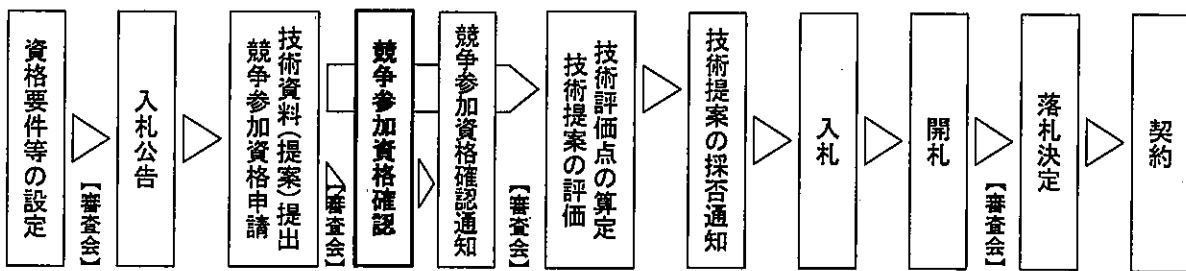 資格要件等の設定
【審査会】
入札公告
技術資料(提案)提出
競争参加資格申請
【審査会】
競争参加資格確認
競争参加資格確認通知
【審査会】
技術評価点の算定
技術提案の評価
技術提案の採否通知
入札
開札
【審査会】
落札決定
契約